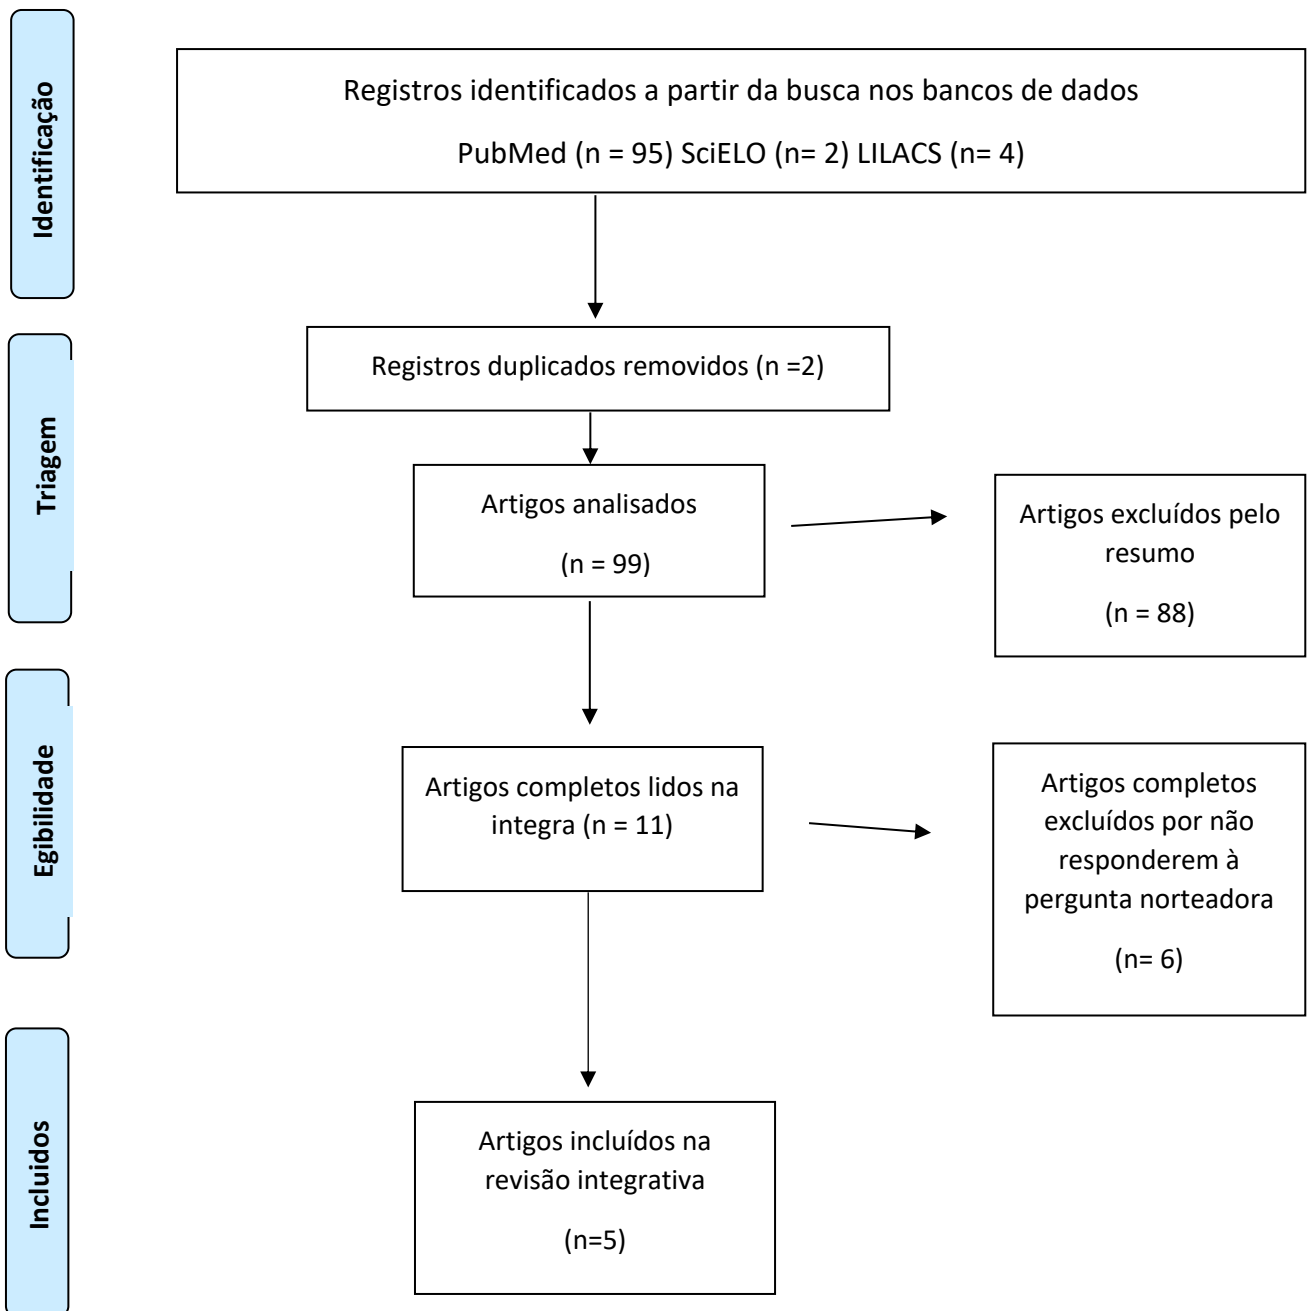 Identificação
Registros identificados a partir da busca nos bancos de dados
PubMed (n = 95) SciELO (n= 2) LILACS (n= 4)
Triagem
Registros duplicados removidos (n =2)
Artigos analisados
(n = 99)
Artigos excluídos pelo
resumo
(n = 88)
Egibilidade
Artigos completos lidos na
integra (n = 11)
Artigos completos
excluídos por não
responderem à
pergunta norteadora
(n= 6)
Incluidos
Artigos incluídos na
revisão integrativa
(n=5)